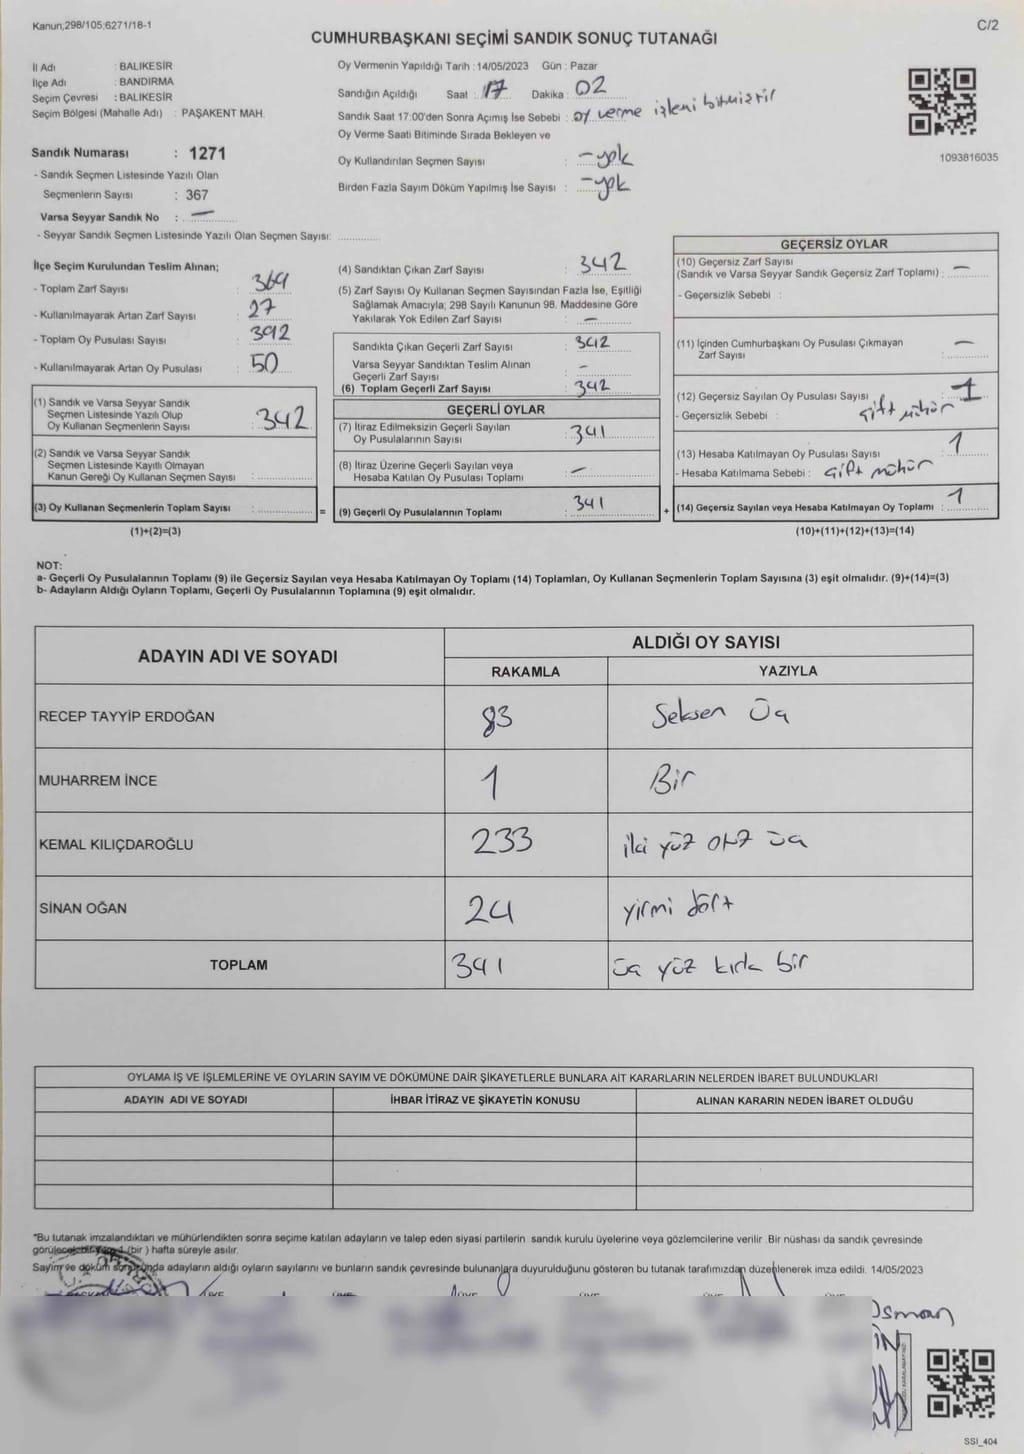 Kanun,298/105;6271/18-1
C/2
CUMHURBAŞKANI SEÇİMİ SANDIK SONUÇ TUTANAĞI
İl Adı : BALIKESİR
İlçe Adı : BANDIRMA
Seçim Çevresi : BALIKESİR
Seçim Bölgesi (Mahalle Adı) : PAŞAKENT MAH.
Sandık Numarası : 1271
- Sandık Seçmen Listesinde Yazılı Olan
Seçmenlerin Sayısı : 367
Varsa Seyyar Sandık No : —
- Seyyar Sandık Seçmen Listesinde Yazılı Olan Seçmen Sayısı: ..............
Oy Vermenin Yapıldığı Tarih : 14/05/2023 Gün : Pazar
Sandığın Açıldığı Saat : 17 Dakika : 02
Sandık Saat 17:00'den Sonra Açımış İse Sebebi : oy verme işlemi bitmiştir
Oy Verme Saati Bitiminde Sırada Bekleyen ve
Oy Kullandırılan Seçmen Sayısı : - yok
Birden Fazla Sayım Döküm Yapılmış İse Sayısı : - yok
1093816035
İlçe Seçim Kurulundan Teslim Alınan;
- Toplam Zarf Sayısı : 369
- Kullanılmayarak Artan Zarf Sayısı : 27
- Toplam Oy Pusulası Sayısı : 392
- Kullanılmayarak Artan Oy Pusulası : 50
(1) Sandık ve Varsa Seyyar Sandık
Seçmen Listesinde Yazılı Olup
Oy Kullanan Seçmenlerin Sayısı : 342
(2) Sandık ve Varsa Seyyar Sandık
Seçmen Listesinde Kayıtlı Olmayan
Kanun Gereği Oy Kullanan Seçmen Sayısı : ..............
(3) Oy Kullanan Seçmenlerin Toplam Sayısı : .............. =
(1)+(2)=(3)
(4) Sandıktan Çıkan Zarf Sayısı : 342
(5) Zarf Sayısı Oy Kullanan Seçmen Sayısından Fazla İse, Eşitliği
Sağlamak Amacıyla; 298 Sayılı Kanunun 98. Maddesine Göre
Yakılarak Yok Edilen Zarf Sayısı : —
Sandıkta Çıkan Geçerli Zarf Sayısı : 342
Varsa Seyyar Sandıktan Teslim Alınan
Geçerli Zarf Sayısı : -
(6) Toplam Geçerli Zarf Sayısı : 342
GEÇERLİ OYLAR
(7) İtiraz Edilmeksizin Geçerli Sayılan
Oy Pusulalarının Sayısı : 341
(8) İtiraz Üzerine Geçerli Sayılan veya
Hesaba Katılan Oy Pusulası Toplamı : —
(9) Geçerli Oy Pusulalarının Toplamı : 341 +
GEÇERSİZ OYLAR
(10) Geçersiz Zarf Sayısı
(Sandık ve Varsa Seyyar Sandık Geçersiz Zarf Toplamı) : —
- Geçersizlik Sebebi :
(11) İçinden Cumhurbaşkanı Oy Pusulası Çıkmayan
Zarf Sayısı : —
(12) Geçersiz Sayılan Oy Pusulası Sayısı : 1
- Geçersizlik Sebebi : çift mühür
(13) Hesaba Katılmayan Oy Pusulası Sayısı : 1
- Hesaba Katılmama Sebebi : çift mühür
(14) Geçersiz Sayılan veya Hesaba Katılmayan Oy Toplamı : 1
(10)+(11)+(12)+(13)=(14)
NOT:
a- Geçerli Oy Pusulalarının Toplamı (9) ile Geçersiz Sayılan veya Hesaba Katılmayan Oy Toplamı (14) Toplamları, Oy Kullanan Seçmenlerin Toplam Sayısına (3) eşit olmalıdır. (9)+(14)=(3)
b- Adayların Aldığı Oyların Toplamı, Geçerli Oy Pusulalarının Toplamına (9) eşit olmalıdır.
ADAYIN ADI VE SOYADI
ALDIĞI OY SAYISI
RAKAMLA YAZIYLA
RECEP TAYYİP ERDOĞAN 83 Seksen Üç
MUHARREM İNCE 1 Bir
KEMAL KILIÇDAROĞLU 233 iki yüz otz üç
SİNAN OĞAN 24 yirmi dört
TOPLAM 341 üç yüz kırk bir
OYLAMA İŞ VE İŞLEMLERİNE VE OYLARIN SAYIM VE DÖKÜMÜNE DAİR ŞİKAYETLERLE BUNLARA AİT KARARLARIN NELERDEN İBARET BULUNDUKLARI
ADAYIN ADI VE SOYADI İHBAR İTİRAZ VE ŞİKAYETİN KONUSU ALINAN KARARIN NEDEN İBARET OLDUĞU
*Bu tutanak imzalandıktan ve mühürlendikten sonra seçime katılan adayların ve talep eden siyasi partilerin sandık kurulu üyelerine veya gözlemcilerine verilir .Bir nüshası da sandık çevresinde
görülecek (bir ) hafta süreyle asılır.
Sayım ve döküm sonucunda adayların aldığı oyların sayılarını ve bunların sandık çevresinde bulunanlara duyurulduğunu gösteren bu tutanak tarafımızdan düzenlenerek imza edildi. 14/05/2023
Osman
SSI_404